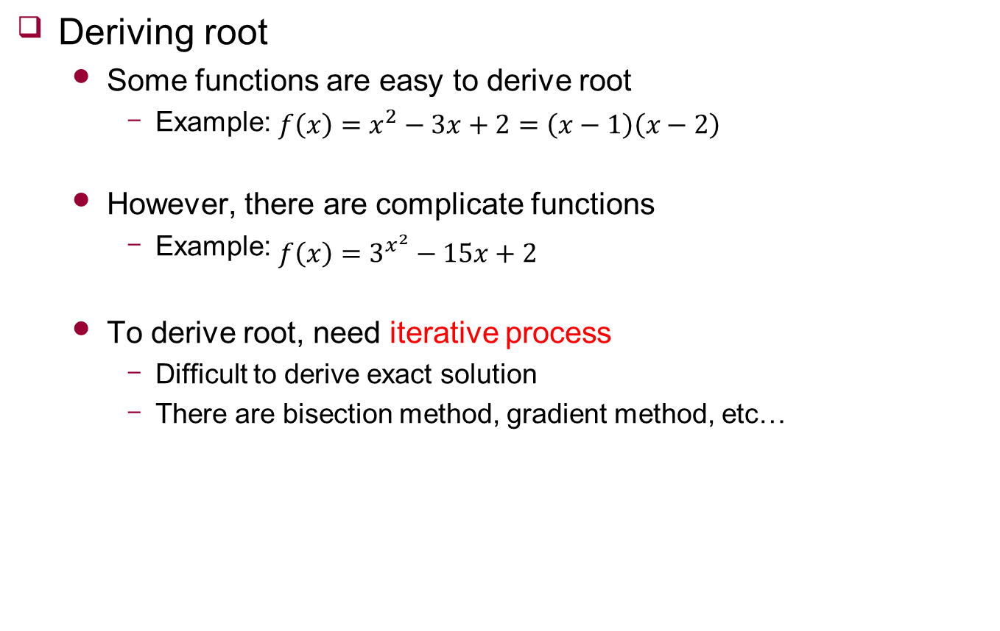 Deriving root
Some functions are easy to derive root
– Example: f(x) = x² − 3x + 2 = (x − 1)(x − 2)
However, there are complicate functions
– Example: f(x) = 3^{x²} − 15x + 2
To derive root, need iterative process
– Difficult to derive exact solution
– There are bisection method, gradient method, etc…